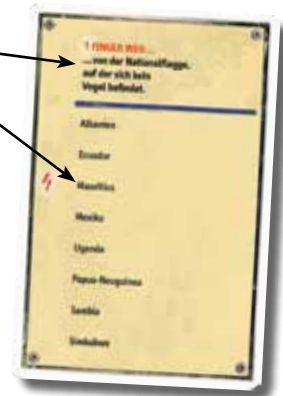 ? FINGER WEG...
...von der Nationalflagge,
auf der sich kein
Vogel befindet.
Albanien
Ecuador
Mauritius
Mexiko
Uganda
Papua-Neuguinea
Sambia
Simbabwe